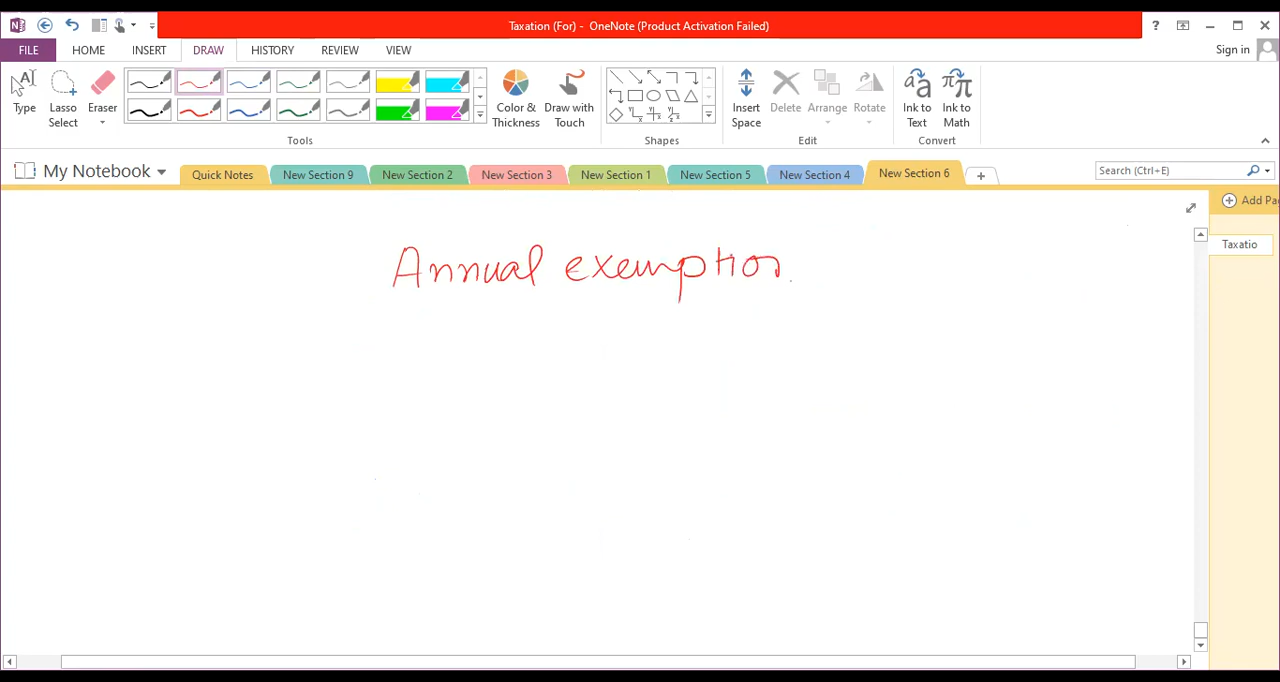 Taxation (For) - OneNote (Product Activation Failed)
?
FILE HOME INSERT DRAW HISTORY REVIEW VIEW
Sign in
Type
Lasso Select
Eraser
Color & Thickness
Draw with Touch
Insert Space
Delete
Arrange
Rotate
Ink to Text
Ink to Math
Tools
Shapes
Edit
Convert
My Notebook
Quick Notes
New Section 9
New Section 2
New Section 3
New Section 1
New Section 5
New Section 4
New Section 6
Search (Ctrl+E)
Add Pa
Taxatio
Annual exemption